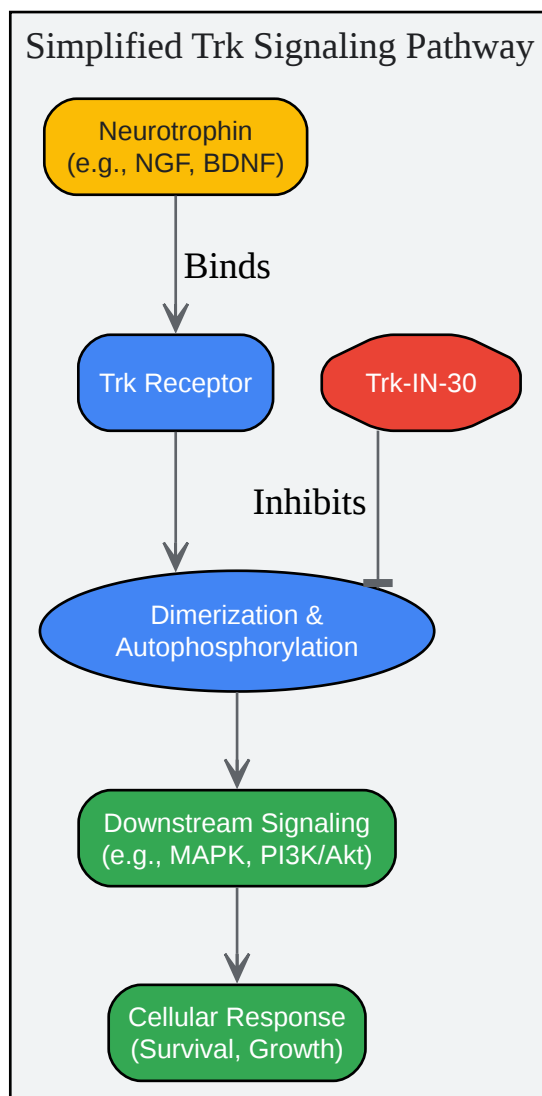 Simplified Trk Signaling Pathway
Neurotrophin
(e.g., NGF, BDNF)
Binds
Trk Receptor
Trk-IN-30
Inhibits
Dimerization &
Autophosphorylation
Downstream Signaling
(e.g., MAPK, PI3K/Akt)
Cellular Response
(Survival, Growth)